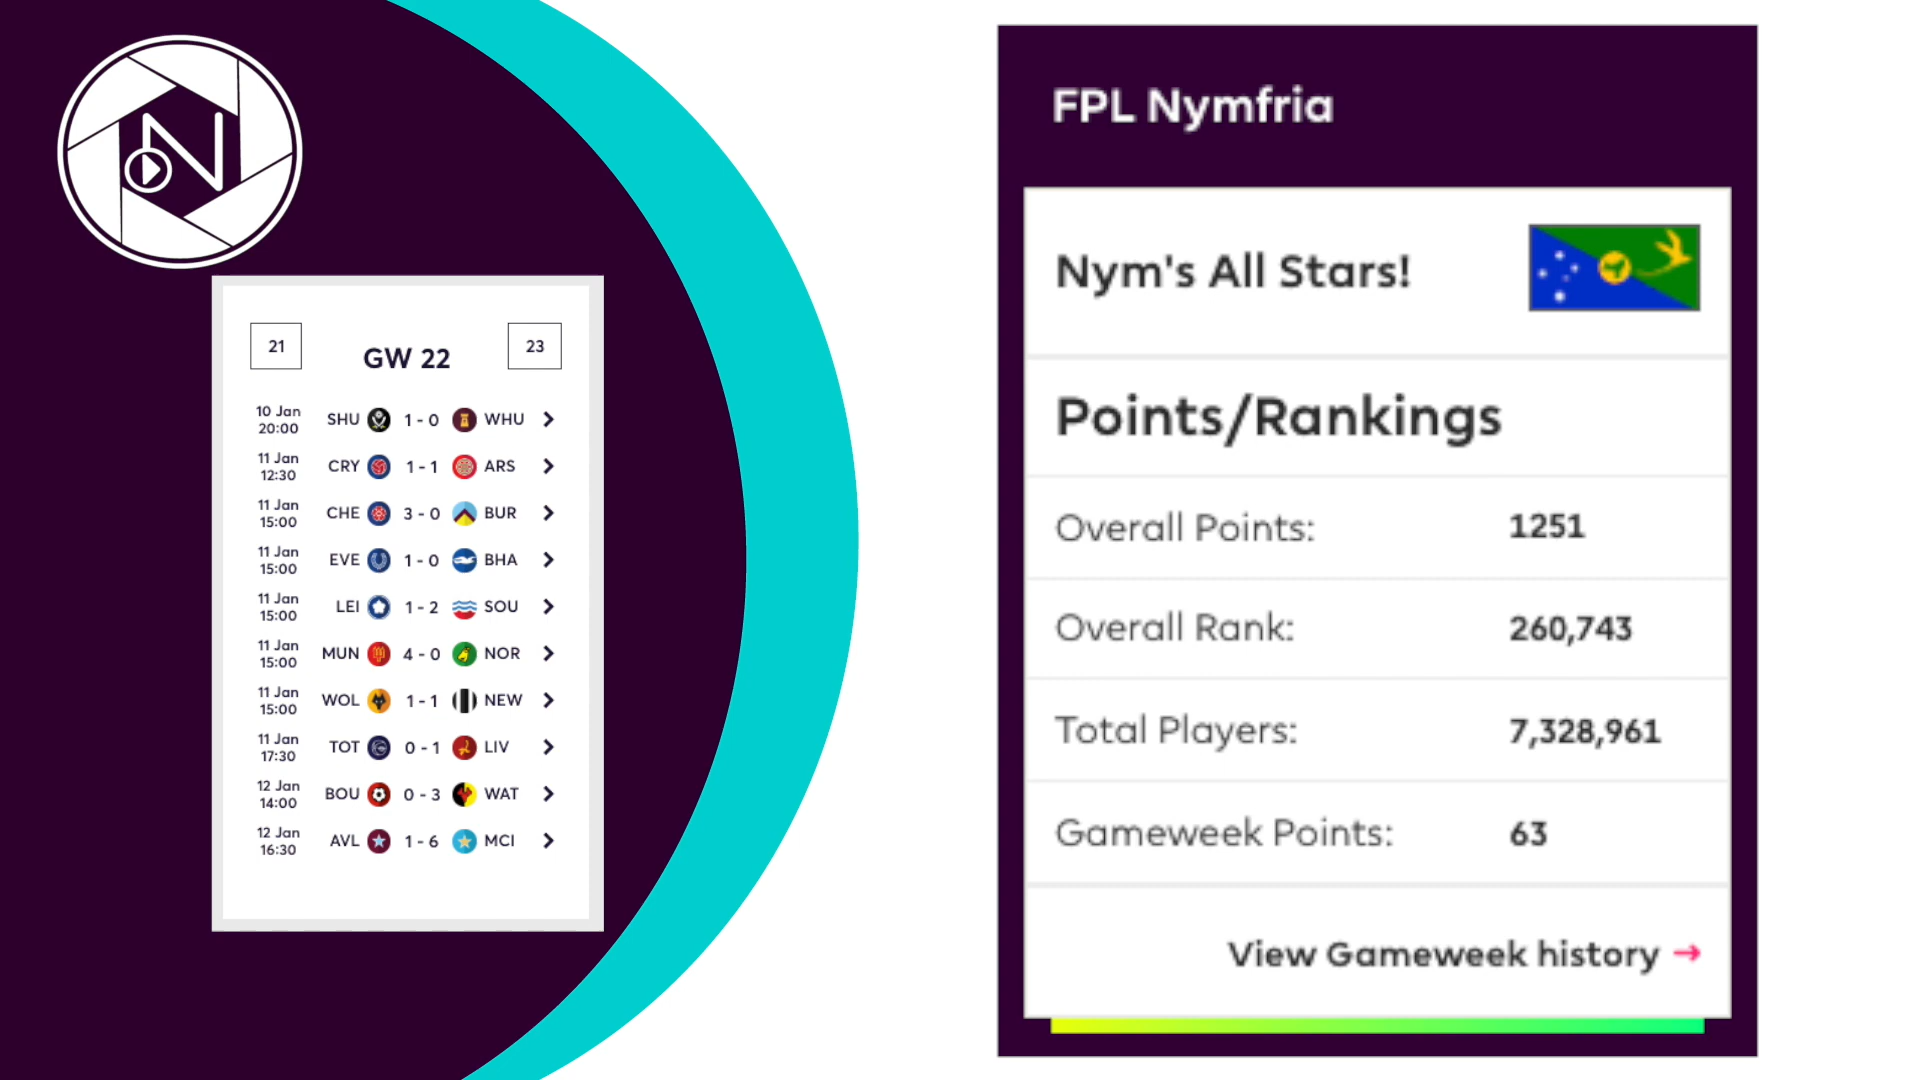 N
21
GW 22
23
10 Jan
20:00
SHU 1 - 0 WHU
11 Jan
12:30
CRY 1 - 1 ARS
11 Jan
15:00
CHE 3 - 0 BUR
11 Jan
15:00
EVE 1 - 0 BHA
11 Jan
15:00
LEI 1 - 2 SOU
11 Jan
15:00
MUN 4 - 0 NOR
11 Jan
15:00
WOL 1 - 1 NEW
11 Jan
17:30
TOT 0 - 1 LIV
12 Jan
14:00
BOU 0 - 3 WAT
12 Jan
16:30
AVL 1 - 6 MCI
FPL Nymfria
Nym's All Stars!
Points/Rankings
Overall Points: 1251
Overall Rank: 260,743
Total Players: 7,328,961
Gameweek Points: 63
View Gameweek history →